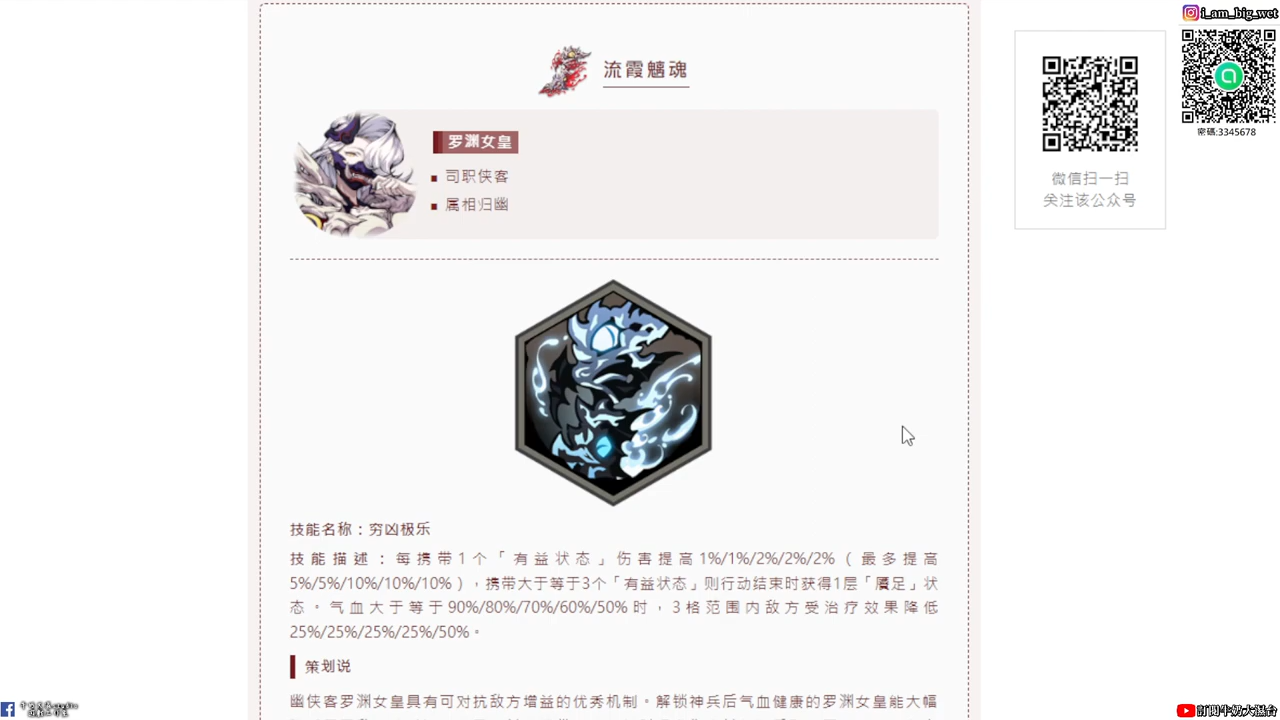 i_am_big_wet
流霞魑魂
罗渊女皇
司职侠客
属相归幽
密碼:3345678
微信扫一扫
关注该公众号
技能名称：穷凶极乐
技能描述：每携带1个「有益状态」伤害提高1%/1%/2%/2%/2%（最多提高
5%/5%/10%/10%/10%），携带大于等于3个「有益状态」则行动结束时获得1层「餍足」状
态。气血大于等于90%/80%/70%/60%/50%时，3格范围内敌方受治疗效果降低
25%/25%/25%/25%/50%。
策划说
幽侠客罗渊女皇具有可对抗敌方增益的优秀机制。解锁神兵后气血健康的罗渊女皇能大幅